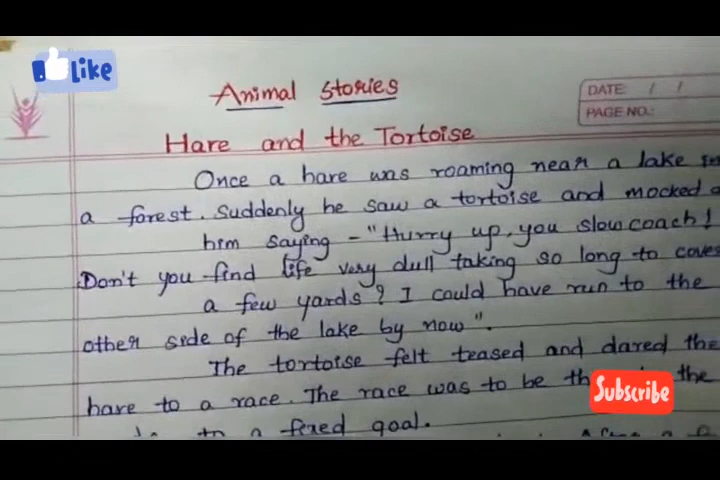 Like
Animal Stories
DATE: / /
PAGE NO.:
Hare and the Tortoise
Once a hare was roaming near a lake
a forest. Suddenly he saw a tortoise and mocked
him saying - "Hurry up, you slow coach!
Don't you find life very dull taking so long to cover
a few yards? I could have run to the
other side of the lake by now".
The tortoise felt teased and dared the
hare to a race. The race was to be the
Subscribe
to a fixed goal.